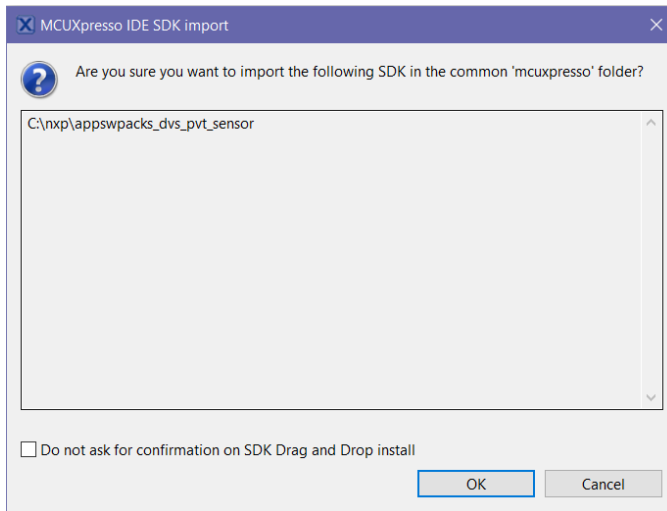 MCUXpresso IDE SDK import
Are you sure you want to import the following SDK in the common 'mcuxpresso' folder?
C:\nxp\appswpacks_dvs_pvt_sensor
Do not ask for confirmation on SDK Drag and Drop install
OK
Cancel